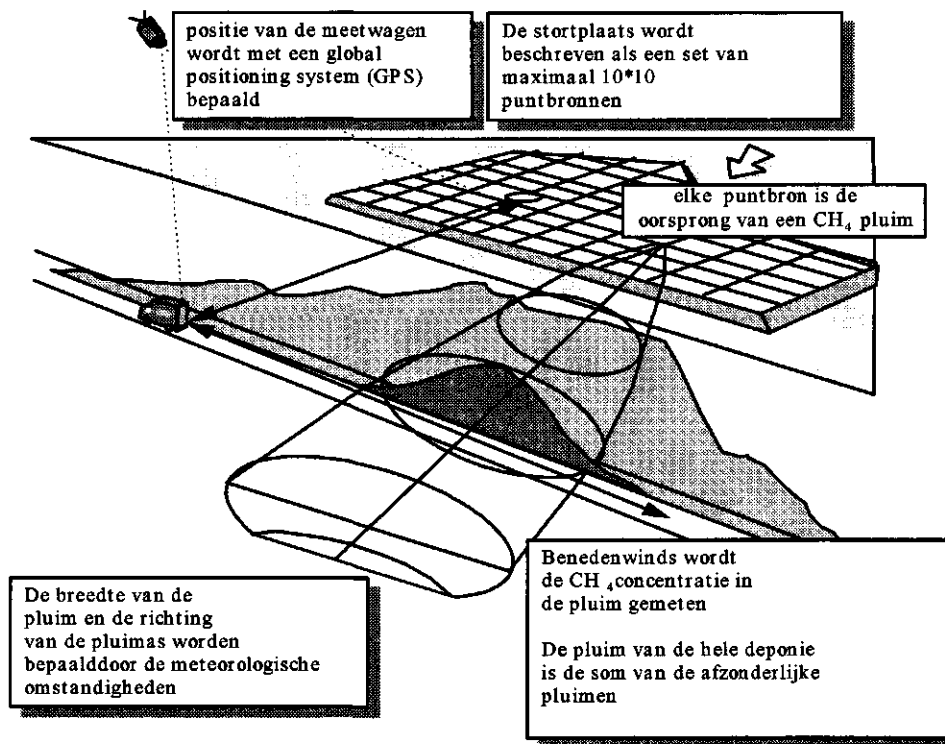 positie van de meetwagen
wordt met een global
positioning system (GPS)
bepaald
De stortplaats wordt
beschreven als een set van
maximaal 10*10
puntbronnen
elke puntbron is de
oorsprong van een CH₄ pluim
De breedte van de
pluim en de richting
van de pluimas worden
bepaalddoor de meteorologische
omstandigheden
Benedenwinds wordt
de CH ₄concentratie in
de pluim gemeten
De pluim van de hele deponie
is de som van de afzonderlijke
pluimen